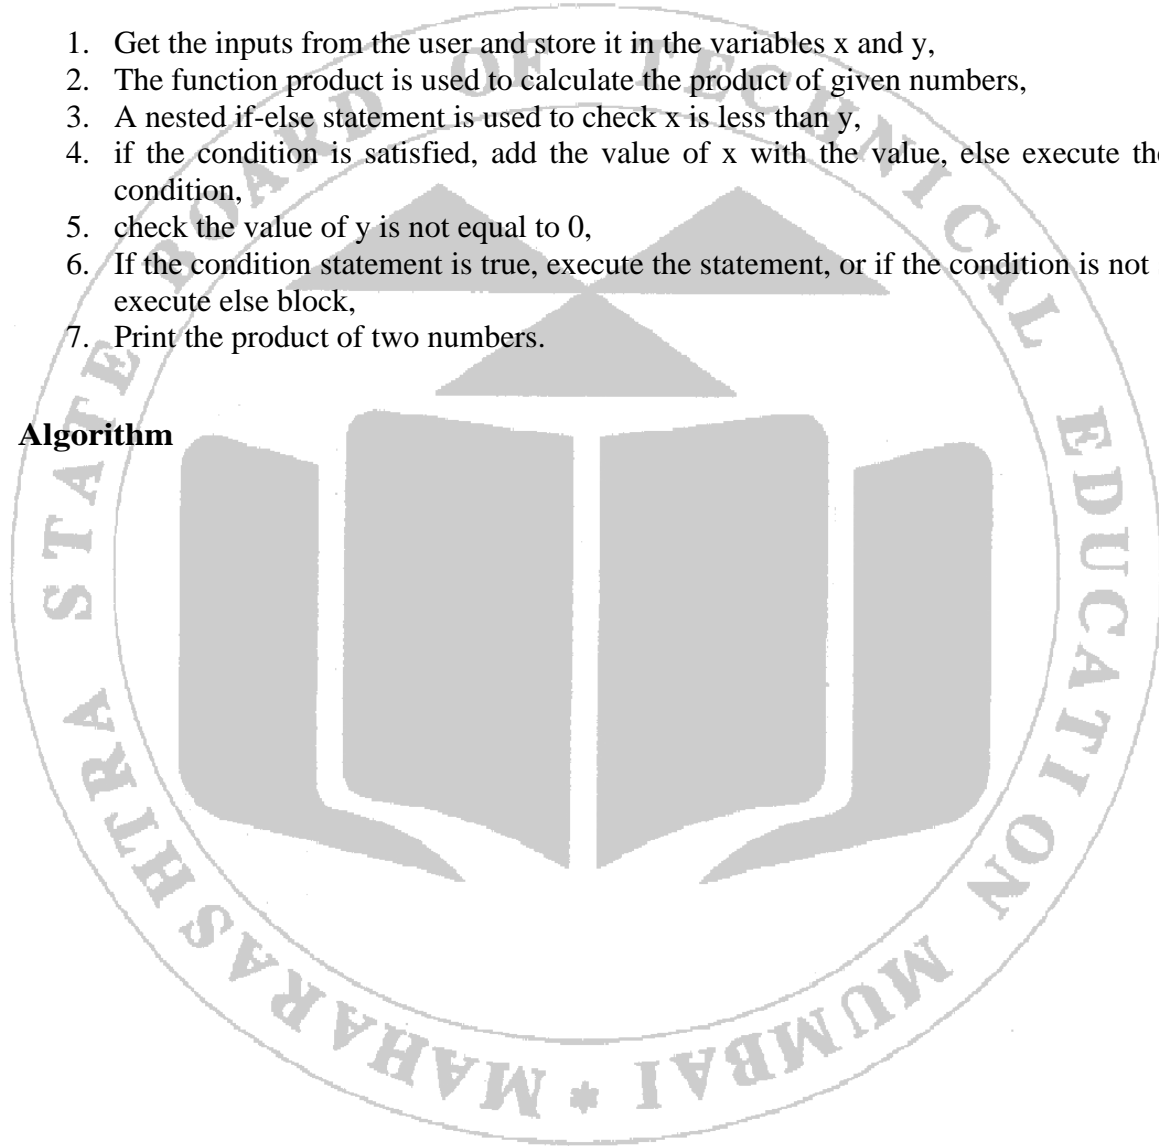 1. Get the inputs from the user and store it in the variables x and y,
2. The function product is used to calculate the product of given numbers,
3. A nested if-else statement is used to check x is less than y,
4. if the condition is satisfied, add the value of x with the value, else execute the
condition,
5. check the value of y is not equal to 0,
6. If the condition statement is true, execute the statement, or if the condition is not
execute else block,
7. Print the product of two numbers.
Algorithm
MAHARASHTRA STATE BOARD OF TECHNICAL EDUCATION MUMBAI *